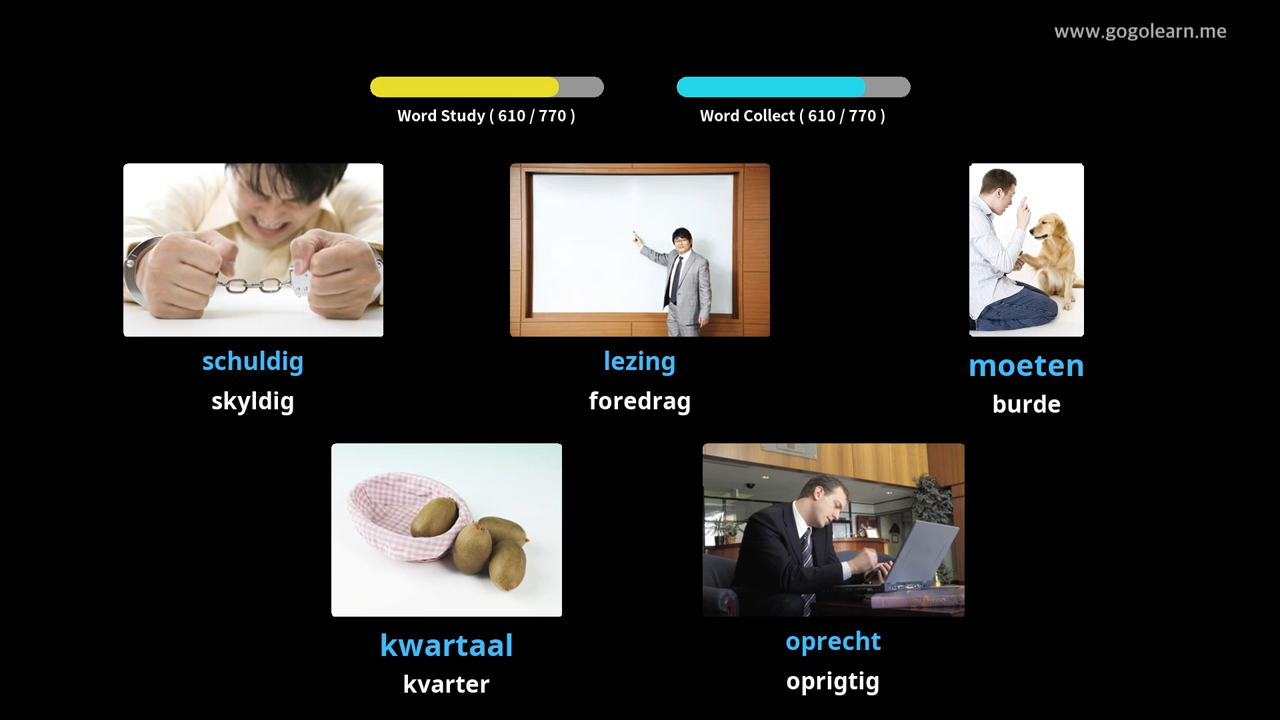 www.gogolearn.me
Word Study ( 610 / 770 )
Word Collect ( 610 / 770 )
schuldig
skyldig
lezing
foredrag
moeten
burde
kwartaal
kvarter
oprecht
oprigtig